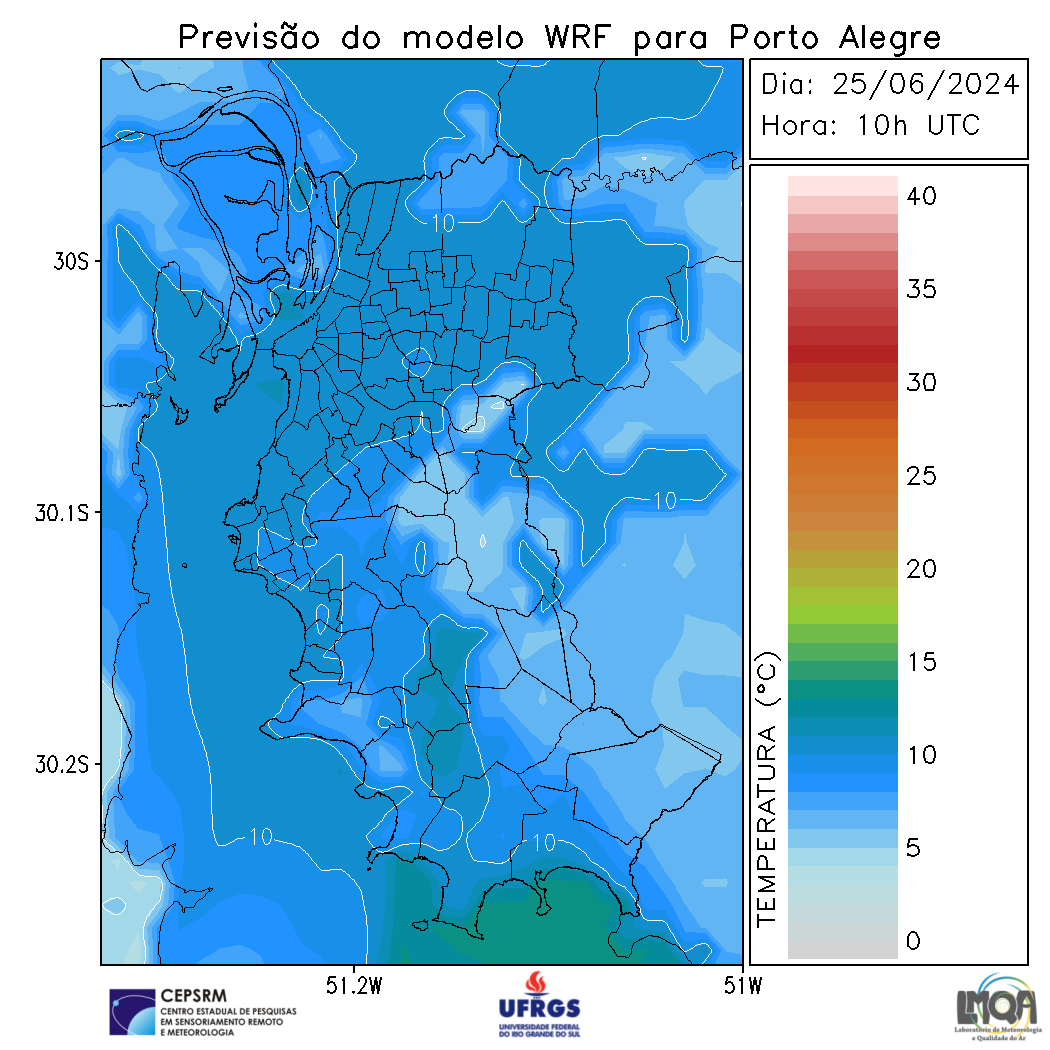 Previsão do modelo WRF para Porto Alegre
Dia: 25/06/2024
Hora: 10h UTC
40
35
30
25
20
15
10
5
0
TEMPERATURA (°C)
30S
30.1S
30.2S
51.2W
51W
10
10
10
10
CEPSRM
CENTRO ESTADUAL DE PESQUISAS
EM SENSORIAMENTO REMOTO
E METEOROLOGIA
UFRGS
UNIVERSIDADE FEDERAL
DO RIO GRANDE DO SUL
LMQA
Laboratório de Meteorologia
e Qualidade do Ar